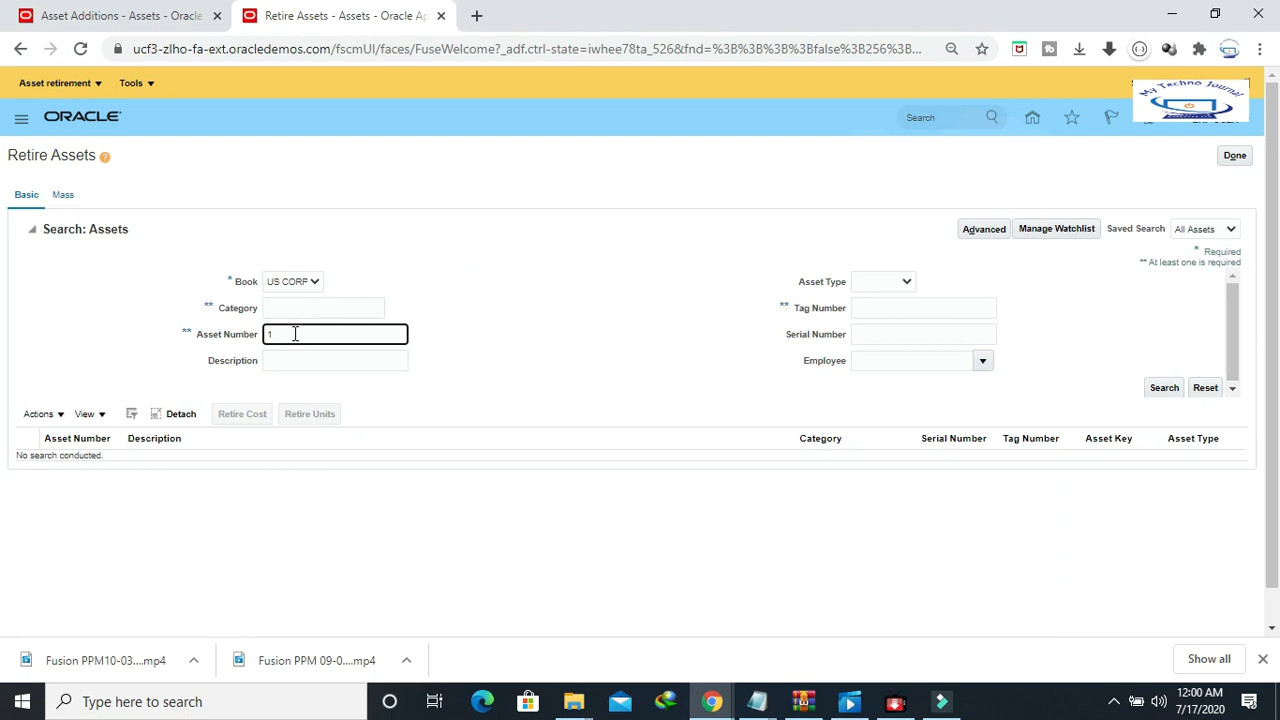 Asset Additions - Assets - Oracle
Retire Assets - Assets - Oracle Ap
ucf3-zlho-fa-ext.oracledemos.com/fscmUI/faces/FuseWelcome?_adf.ctrl-state=iwhee78ta_526&fnd=%3B%3B%3B%3Bfalse%3B256%3B...
Asset retirement Tools
My Techno Journal
ORACLE
Search
Retire Assets
Done
Basic Mass
Search: Assets
Advanced Manage Watchlist Saved Search All Assets
* Required
** At least one is required
* Book US CORP
Asset Type
** Category
** Tag Number
** Asset Number 1
Serial Number
Description
Employee
Search Reset
Actions View Detach Retire Cost Retire Units
Asset Number Description Category Serial Number Tag Number Asset Key Asset Type
No search conducted.
Fusion PPM10-03....mp4
Fusion PPM 09-0....mp4
Show all
Type here to search
12:00 AM
7/17/2020